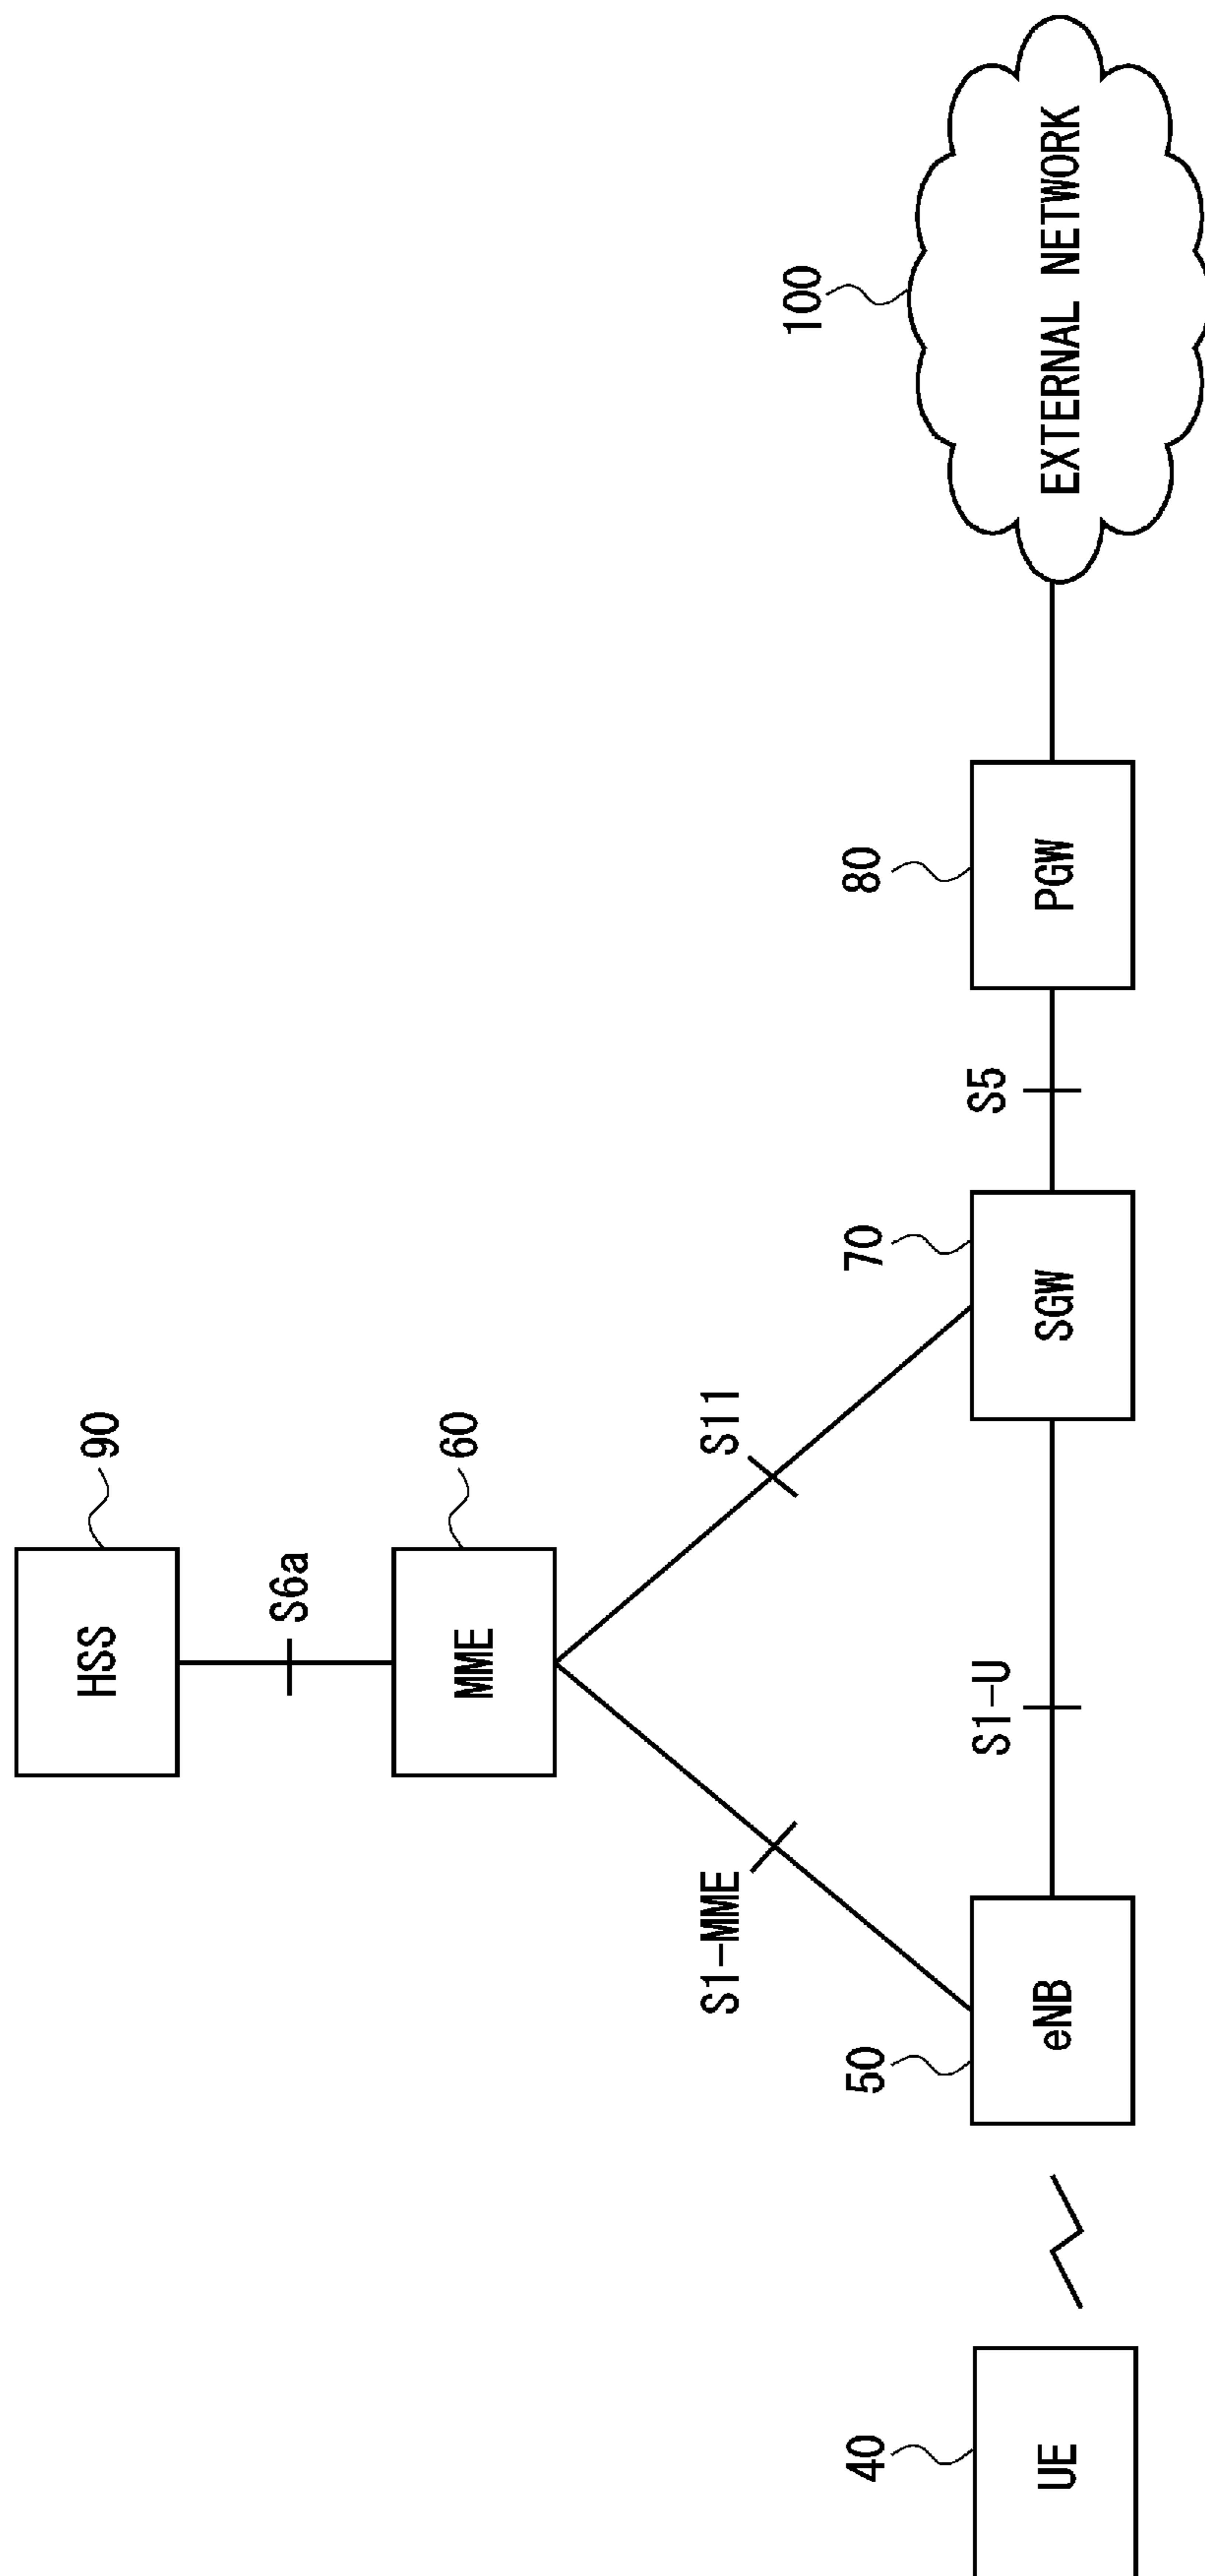 90
HSS
S6a
60
MME
S1-MME
S11
100
40
50
70
80
S1-U
S5
UE
eNB
SGW
PGW
EXTERNAL NETWORK